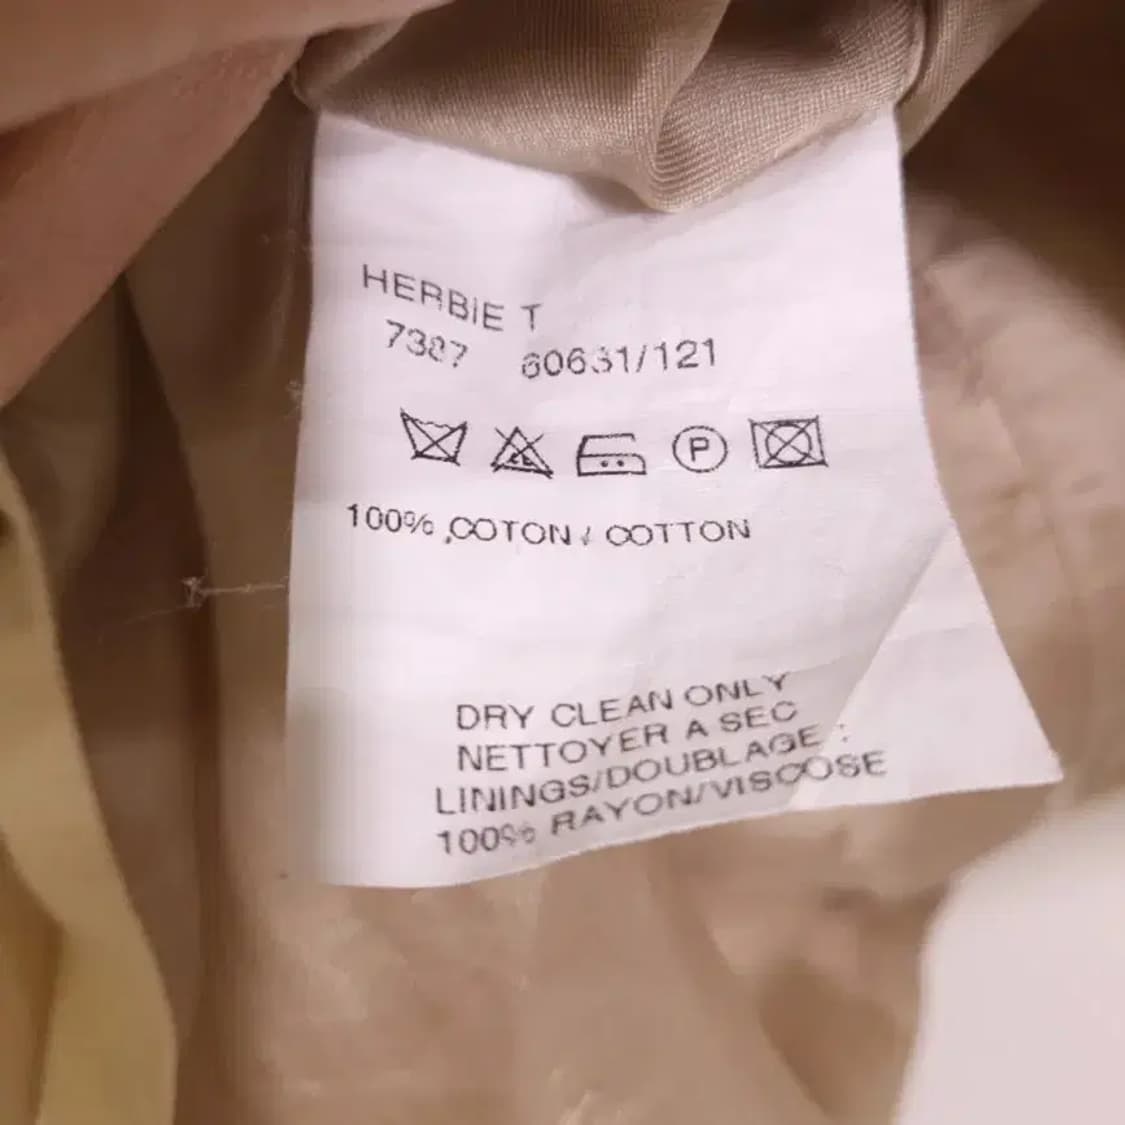 HERBIE T
7387 60631/121
P
100% COTON / COTTON
DRY CLEAN ONLY
NETTOYER A SEC
LININGS/DOUBLAGE :
100% RAYON/VISCOSE